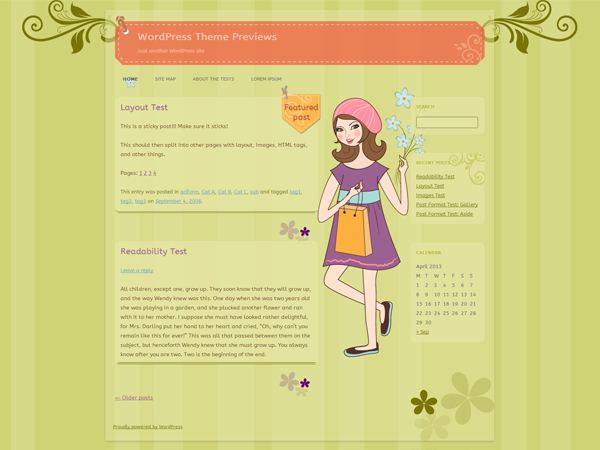 WordPress Theme Previews
Just another WordPress site
HOME SITE MAP ABOUT THE TESTS LOREM IPSUM
Layout Test
Featured
post
This is a sticky post!!! Make sure it sticks!
This should then split into other pages with layout, images, HTML tags,
and other things.
Pages: 1 2 3 4
This entry was posted in aciform, Cat A, Cat B, Cat C, sub and tagged tag1,
tag2, tag3 on September 4, 2008.
Readability Test
Leave a reply
All children, except one, grow up. They soon know that they will grow up,
and the way Wendy knew was this. One day when she was two years old
she was playing in a garden, and she plucked another flower and ran
with it to her mother. I suppose she must have looked rather delightful,
for Mrs. Darling put her hand to her heart and cried, "Oh, why can't you
remain like this for ever!" This was all that passed between them on the
subject, but henceforth Wendy knew that she must grow up. You always
know after you are two. Two is the beginning of the end.
← Older posts
Proudly powered by WordPress
SEARCH
RECENT POSTS
Readability Test
Layout Test
Images Test
Post Format Test: Gallery
Post Format Test: Aside
CALENDAR
April 2013
M T W T F S S
1 2 3 4 5 6 7
8 9 10 11 12 13 14
15 16 17 18 19 20 21
22 23 24 25 26 27 28
29 30
« Sep